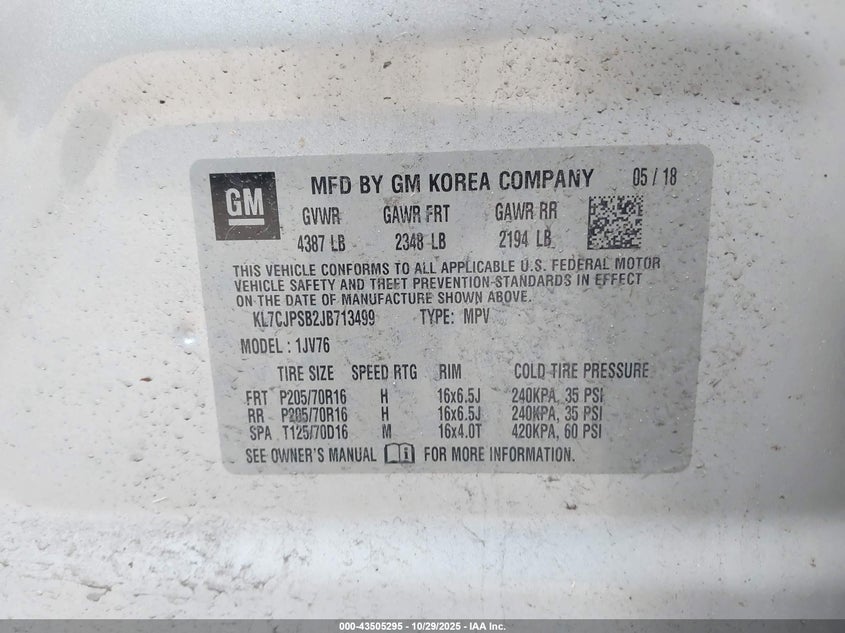 GM MFD BY GM KOREA COMPANY 05 / 18
GVWR GAWR FRT GAWR RR
4387 LB 2348 LB 2194 LB
THIS VEHICLE CONFORMS TO ALL APPLICABLE U.S. FEDERAL MOTOR
VEHICLE SAFETY AND THEFT PREVENTION STANDARDS IN EFFECT
ON THE DATE OF MANUFACTURE SHOWN ABOVE.
KL7CJPSB2JB713499 TYPE: MPV
MODEL : 1JV76
TIRE SIZE SPEED RTG RIM COLD TIRE PRESSURE
FRT P205/70R16 H 16x6.5J 240KPA, 35 PSI
RR P205/70R16 H 16x6.5J 240KPA, 35 PSI
SPA T125/70D16 M 16x4.0T 420KPA, 60 PSI
SEE OWNER'S MANUAL FOR MORE INFORMATION.
000-43505295 - 10/29/2025 - IAA Inc.